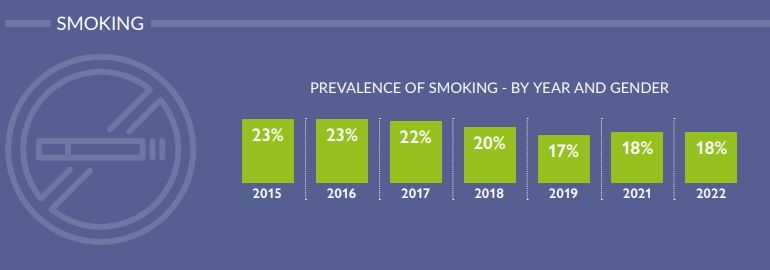 SMOKING
PREVALENCE OF SMOKING - BY YEAR AND GENDER
23% 23% 22% 20% 17% 18% 18%
2015 2016 2017 2018 2019 2021 2022